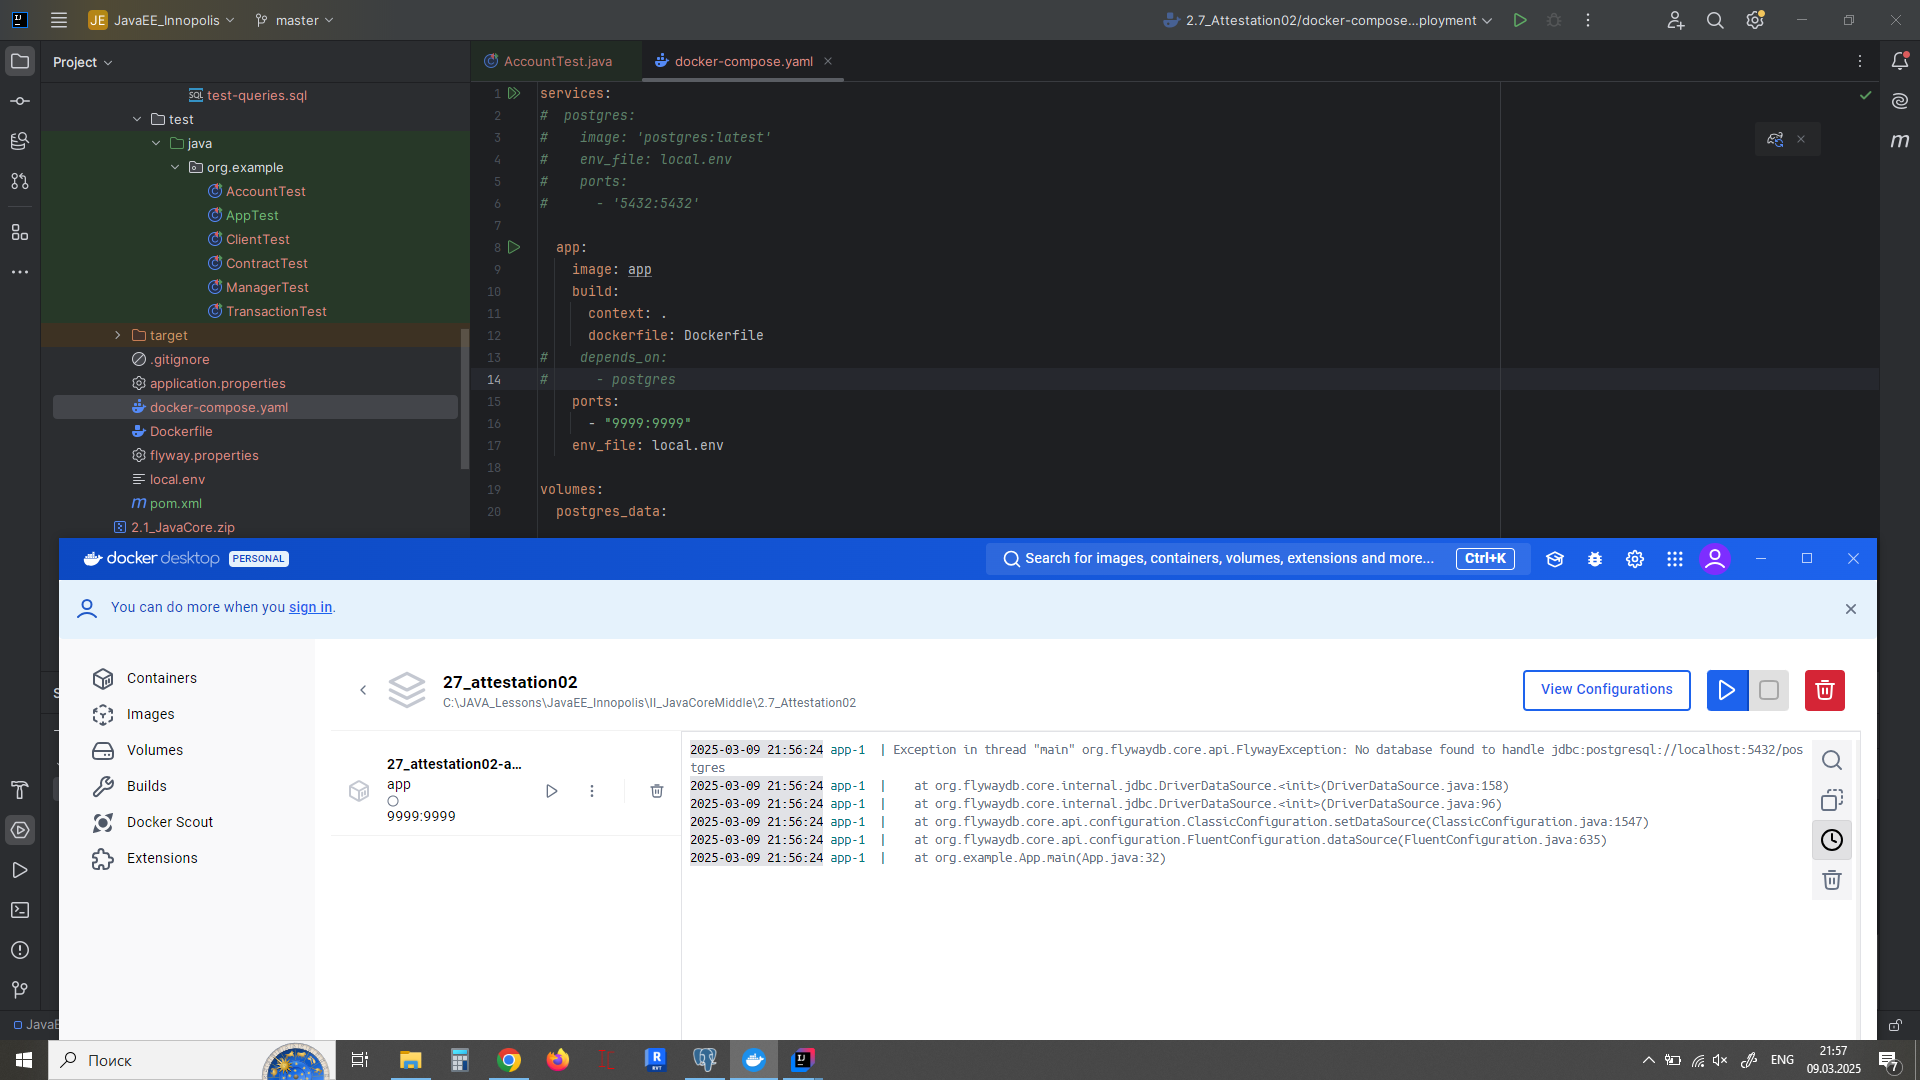 JE JavaEE_Innopolis master 2.7_Attestation02/docker-compose...ployment
Project
AccountTest.java docker-compose.yaml
test-queries.sql
test
java
org.example
AccountTest
AppTest
ClientTest
ContractTest
ManagerTest
TransactionTest
target
.gitignore
application.properties
docker-compose.yaml
Dockerfile
flyway.properties
local.env
pom.xml
2.1_JavaCore.zip
1 services:
2 #  postgres:
3 #    image: 'postgres:latest'
4 #    env_file: local.env
5 #    ports:
6 #      - '5432:5432'
7
8   app:
9     image: app
10     build:
11       context: .
12       dockerfile: Dockerfile
13 #    depends_on:
14 #      - postgres
15     ports:
16       - "9999:9999"
17     env_file: local.env
18
19 volumes:
20   postgres_data:
docker desktop PERSONAL
Search for images, containers, volumes, extensions and more... Ctrl+K
You can do more when you sign in.
Containers
Images
Volumes
Builds
Docker Scout
Extensions
27_attestation02
C:\JAVA_Lessons\JavaEE_Innopolis\II_JavaCoreMiddle\2.7_Attestation02
View Configurations
27_attestation02-a...
app
9999:9999
2025-03-09 21:56:24 app-1  | Exception in thread "main" org.flywaydb.core.api.FlywayException: No database found to handle jdbc:postgresql://localhost:5432/pos
tgres
2025-03-09 21:56:24 app-1  |    at org.flywaydb.core.internal.jdbc.DriverDataSource.<init>(DriverDataSource.java:158)
2025-03-09 21:56:24 app-1  |    at org.flywaydb.core.internal.jdbc.DriverDataSource.<init>(DriverDataSource.java:96)
2025-03-09 21:56:24 app-1  |    at org.flywaydb.core.api.configuration.ClassicConfiguration.setDataSource(ClassicConfiguration.java:1547)
2025-03-09 21:56:24 app-1  |    at org.flywaydb.core.api.configuration.FluentConfiguration.dataSource(FluentConfiguration.java:635)
2025-03-09 21:56:24 app-1  |    at org.example.App.main(App.java:32)
JavaE
Поиск
ENG
21:57
09.03.2025
7